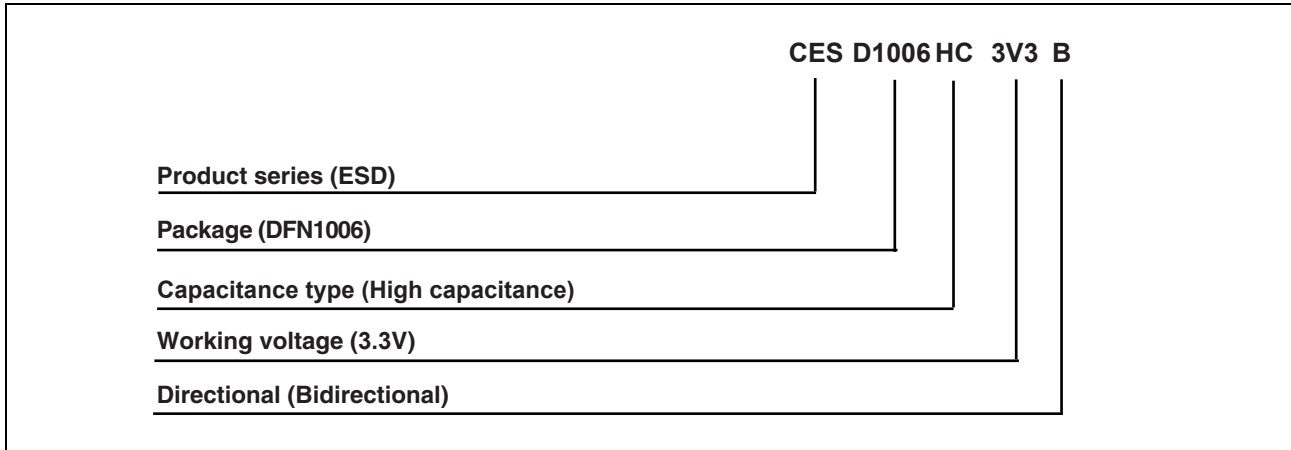 CES D1006 HC 3V3 B
Product series (ESD)
Package (DFN1006)
Capacitance type (High capacitance)
Working voltage (3.3V)
Directional (Bidirectional)